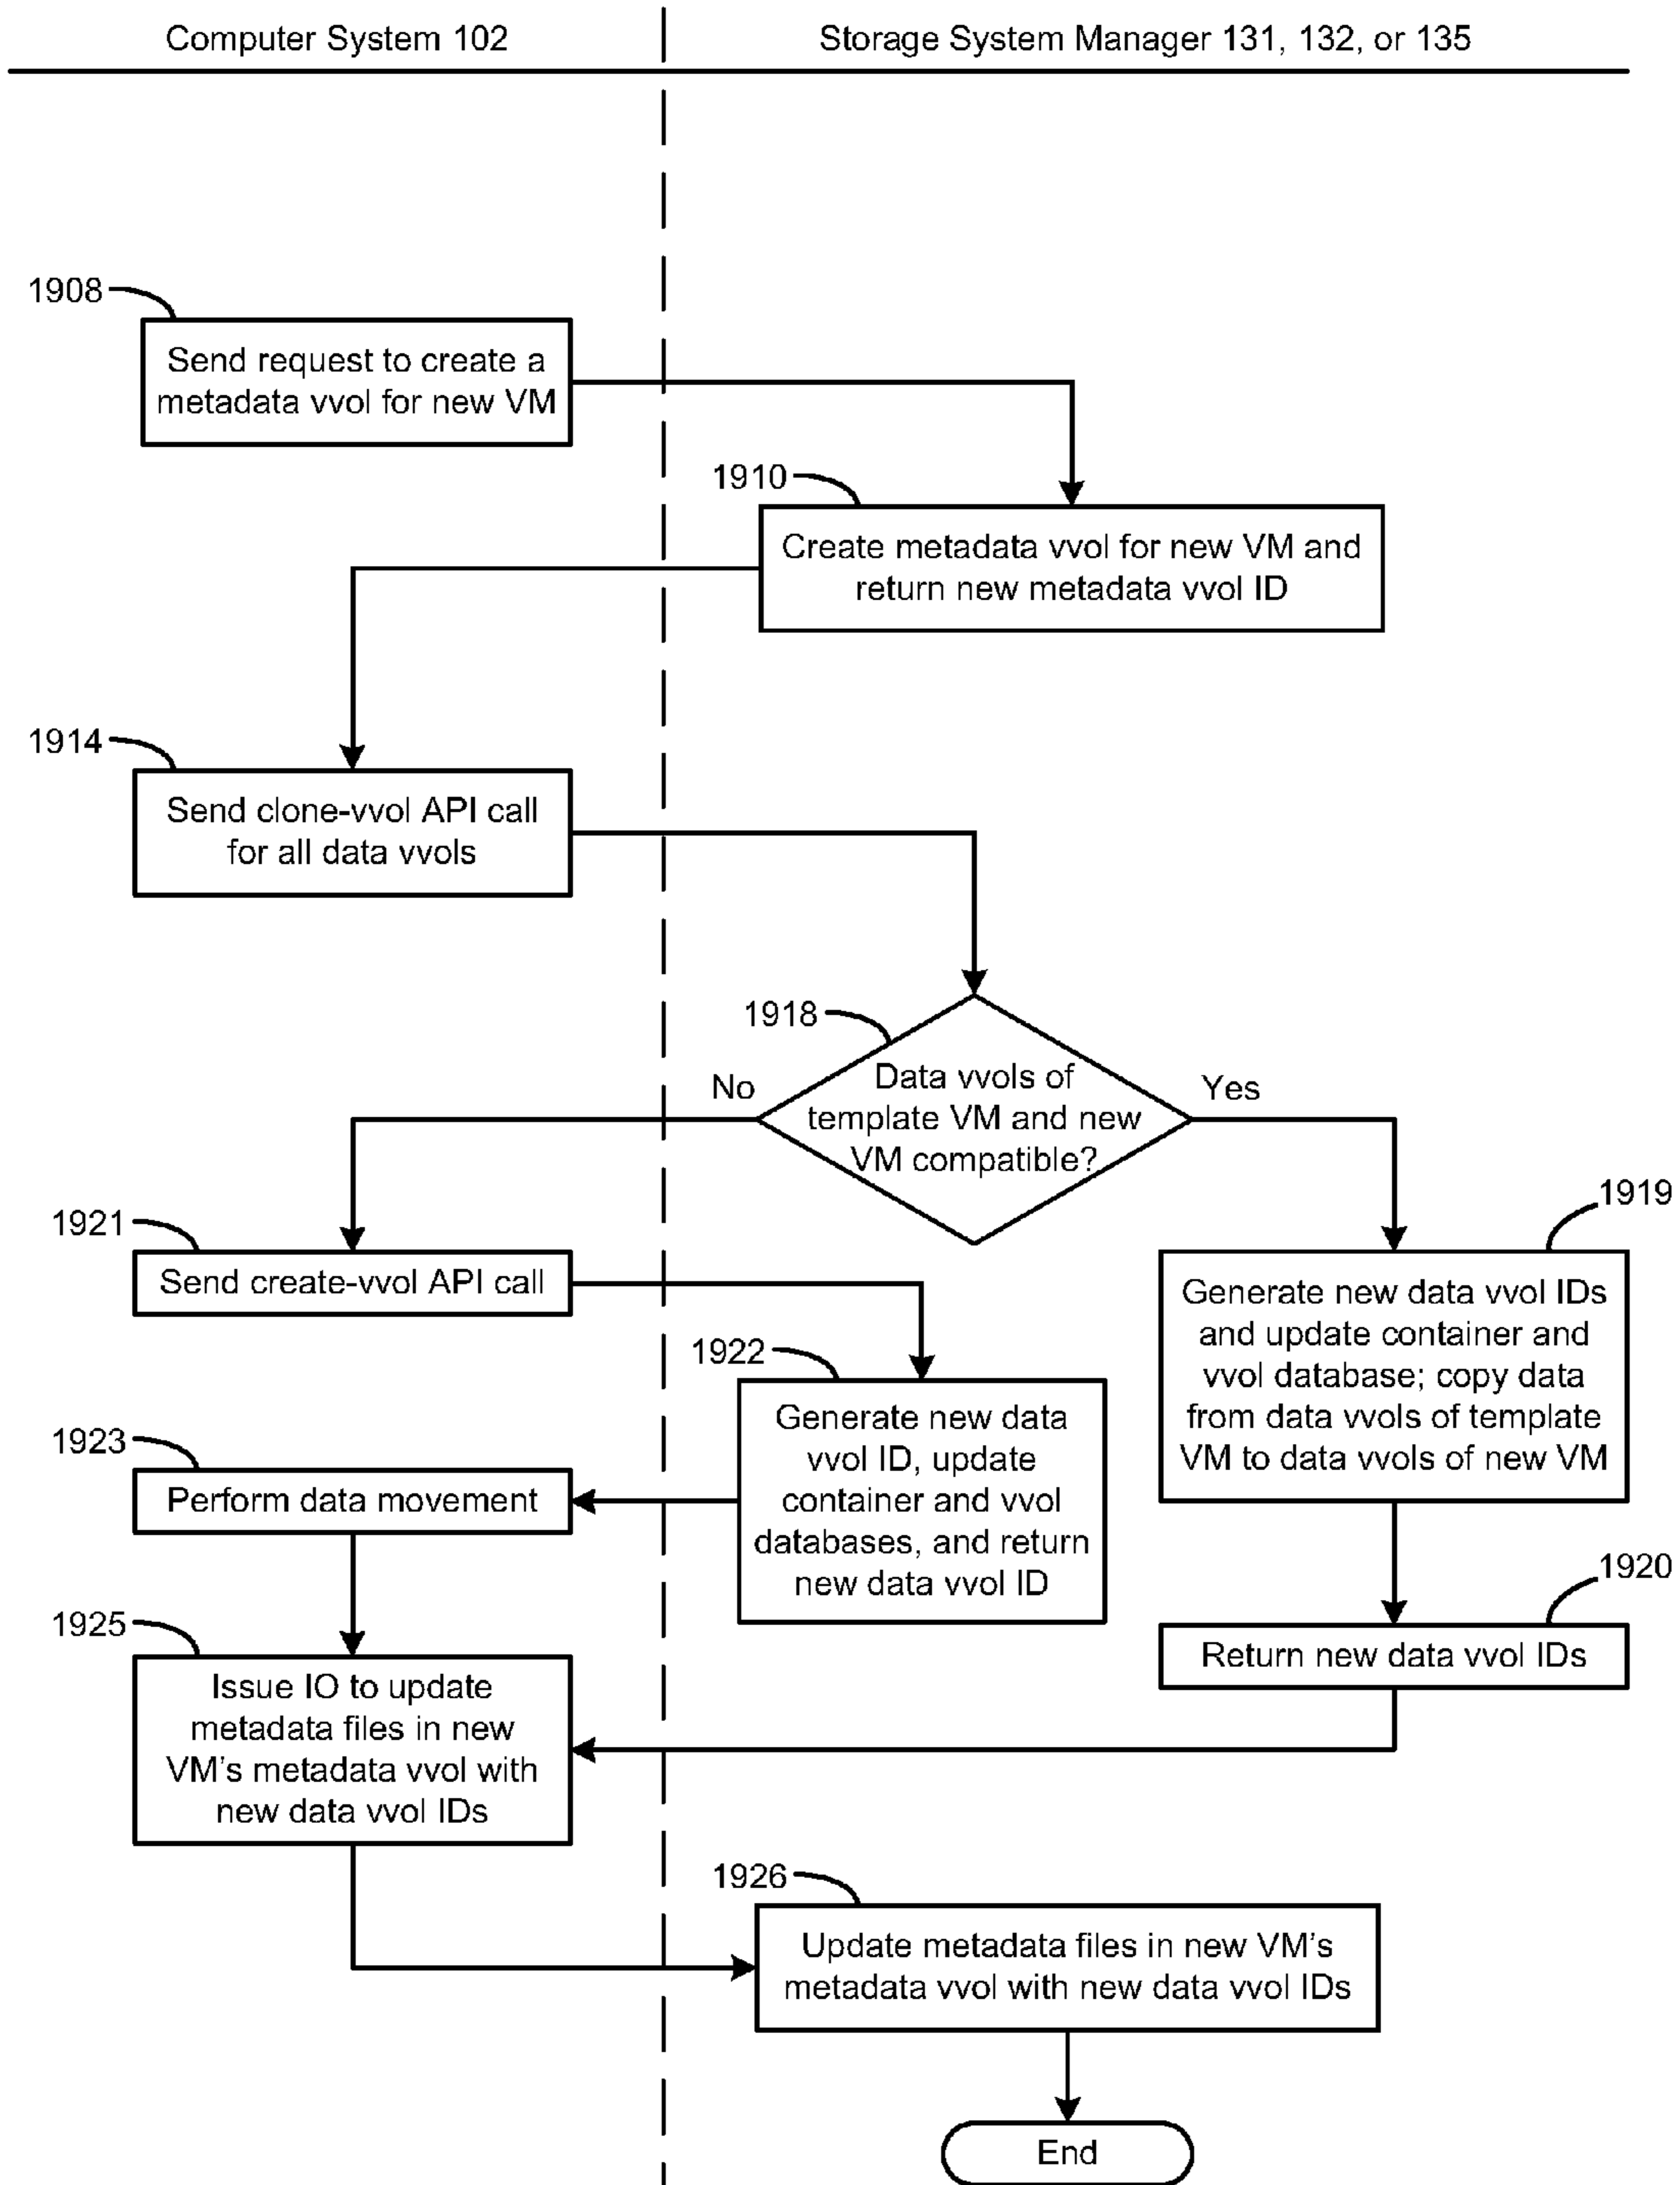 Computer System 102
Storage System Manager 131, 132, or 135
1908
Send request to create a
metadata vvol for new VM
1910
Create metadata vvol for new VM and
return new metadata vvol ID
1914
Send clone-vvol API call
for all data vvols
1918
Data vvols of
template VM and new
VM compatible?
No
Yes
1921
Send create-vvol API call
1919
Generate new data vvol IDs
and update container and
vvol database; copy data
from data vvols of template
VM to data vvols of new VM
1922
Generate new data
vvol ID, update
container and vvol
databases, and return
new data vvol ID
1923
Perform data movement
1920
Return new data vvol IDs
1925
Issue IO to update
metadata files in new
VM's metadata vvol with
new data vvol IDs
1926
Update metadata files in new VM's
metadata vvol with new data vvol IDs
End